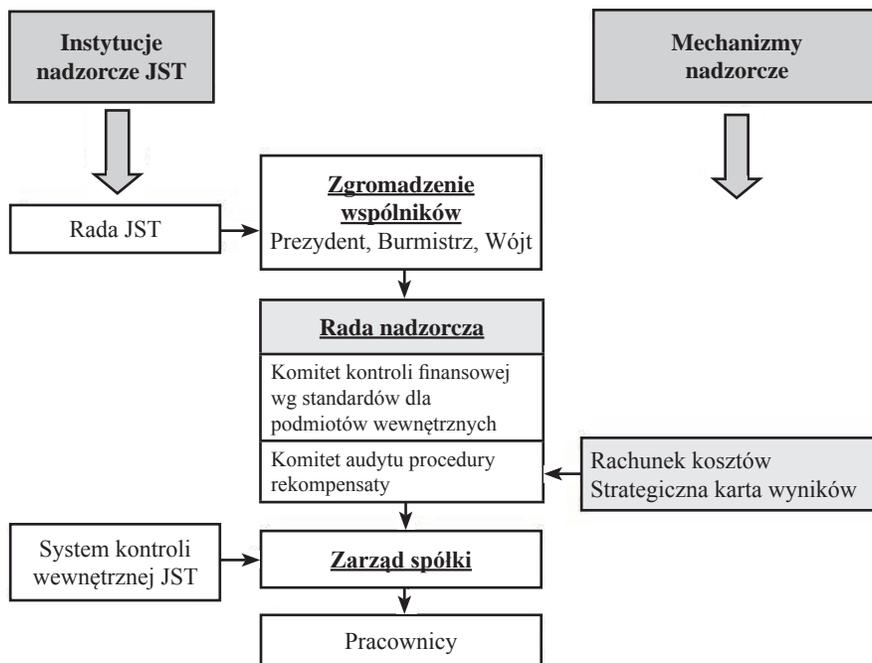 Instytucje
nadzorcze JST
Mechanizmy
nadzorcze
Zgromadzenie
wspólników
Prezydent, Burmistrz, Wójt
Rada JST
Rada nadzorcza
Komitet kontroli finansowej
wg standardów dla
podmiotów wewnętrznych
Komitet audytu procedury
rekompensaty
Rachunek kosztów
Strategiczna karta wyników
System kontroli
wewnętrznej JST
Zarząd spółki
Pracownicy